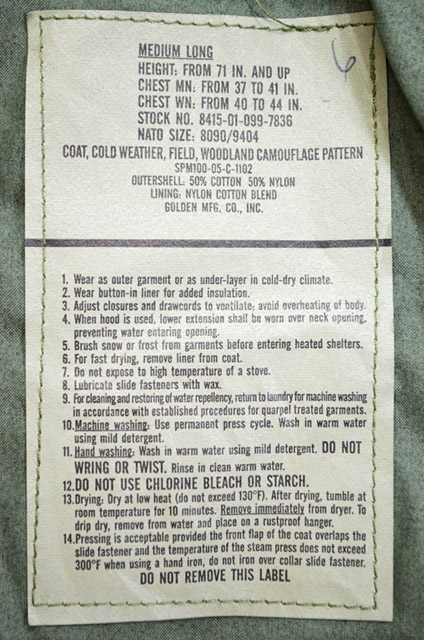 6
MEDIUM LONG
HEIGHT: FROM 71 IN. AND UP
CHEST MN: FROM 37 TO 41 IN.
CHEST WN: FROM 40 TO 44 IN.
STOCK NO. 8415-01-099-7836
NATO SIZE: 8090/9404
COAT, COLD WEATHER, FIELD, WOODLAND CAMOUFLAGE PATTERN
SPM100-05-C-1102
OUTERSHELL: 50% COTTON 50% NYLON
LINING: NYLON COTTON BLEND
GOLDEN MFG. CO., INC.
1. Wear as outer garment or as under-layer in cold-dry climate.
2. Wear button-in liner for added insulation.
3. Adjust closures and drawcords to ventilate; avoid overheating of body.
4. When hood is used, lower extension shall be worn over neck opening,
preventing water entering opening.
5. Brush snow or frost from garments before entering heated shelters.
6. For fast drying, remove liner from coat.
7. Do not expose to high temperature of a stove.
8. Lubricate slide fasteners with wax.
9. For cleaning and restoring of water repellency, return to laundry for machine washing
in accordance with established procedures for quarpel treated garments.
10. Machine washing: Use permanent press cycle. Wash in warm water
using mild detergent.
11. Hand washing: Wash in warm water using mild detergent. DO NOT
WRING OR TWIST. Rinse in clean warm water.
12. DO NOT USE CHLORINE BLEACH OR STARCH.
13. Drying: Dry at low heat (do not exceed 130°F). After drying, tumble at
room temperature for 10 minutes. Remove immediately from dryer. To
drip dry, remove from water and place on a rustproof hanger.
14. Pressing is acceptable provided the front flap of the coat overlaps the
slide fastener and the temperature of the steam press does not exceed
300°F when using a hand iron, do not iron over collar slide fastener.
DO NOT REMOVE THIS LABEL